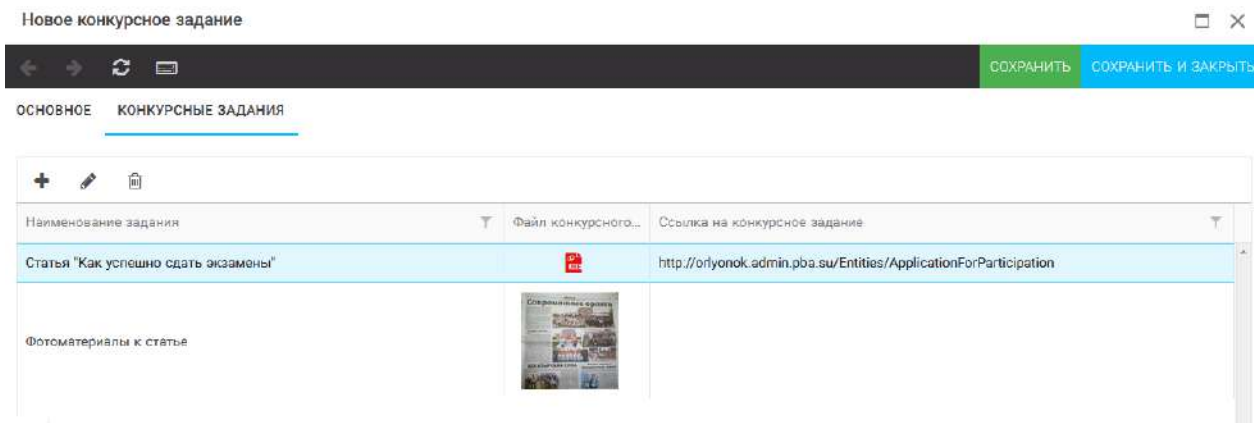 Новое конкурсное задание
СОХРАНИТЬ СОХРАНИТЬ И ЗАКРЫТЬ
ОСНОВНОЕ КОНКУРСНЫЕ ЗАДАНИЯ
Наименование задания Файл конкурсного... Ссылка на конкурсное задание
Статья "Как успешно сдать экзамены" http://orlyonok.admin.pba.su/Entities/ApplicationForParticipation
Фотоматериалы к статье